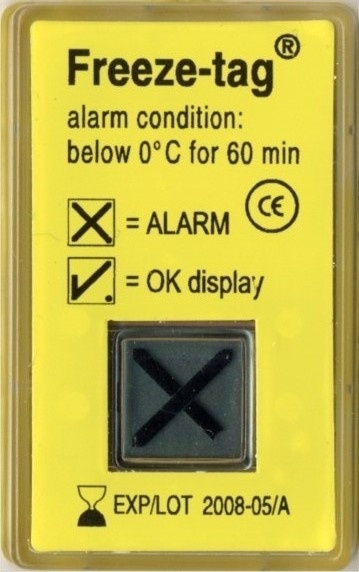 Freeze-tag®
alarm condition:
below 0°C for 60 min
CE
= ALARM
= OK display
EXP/LOT 2008-05/A